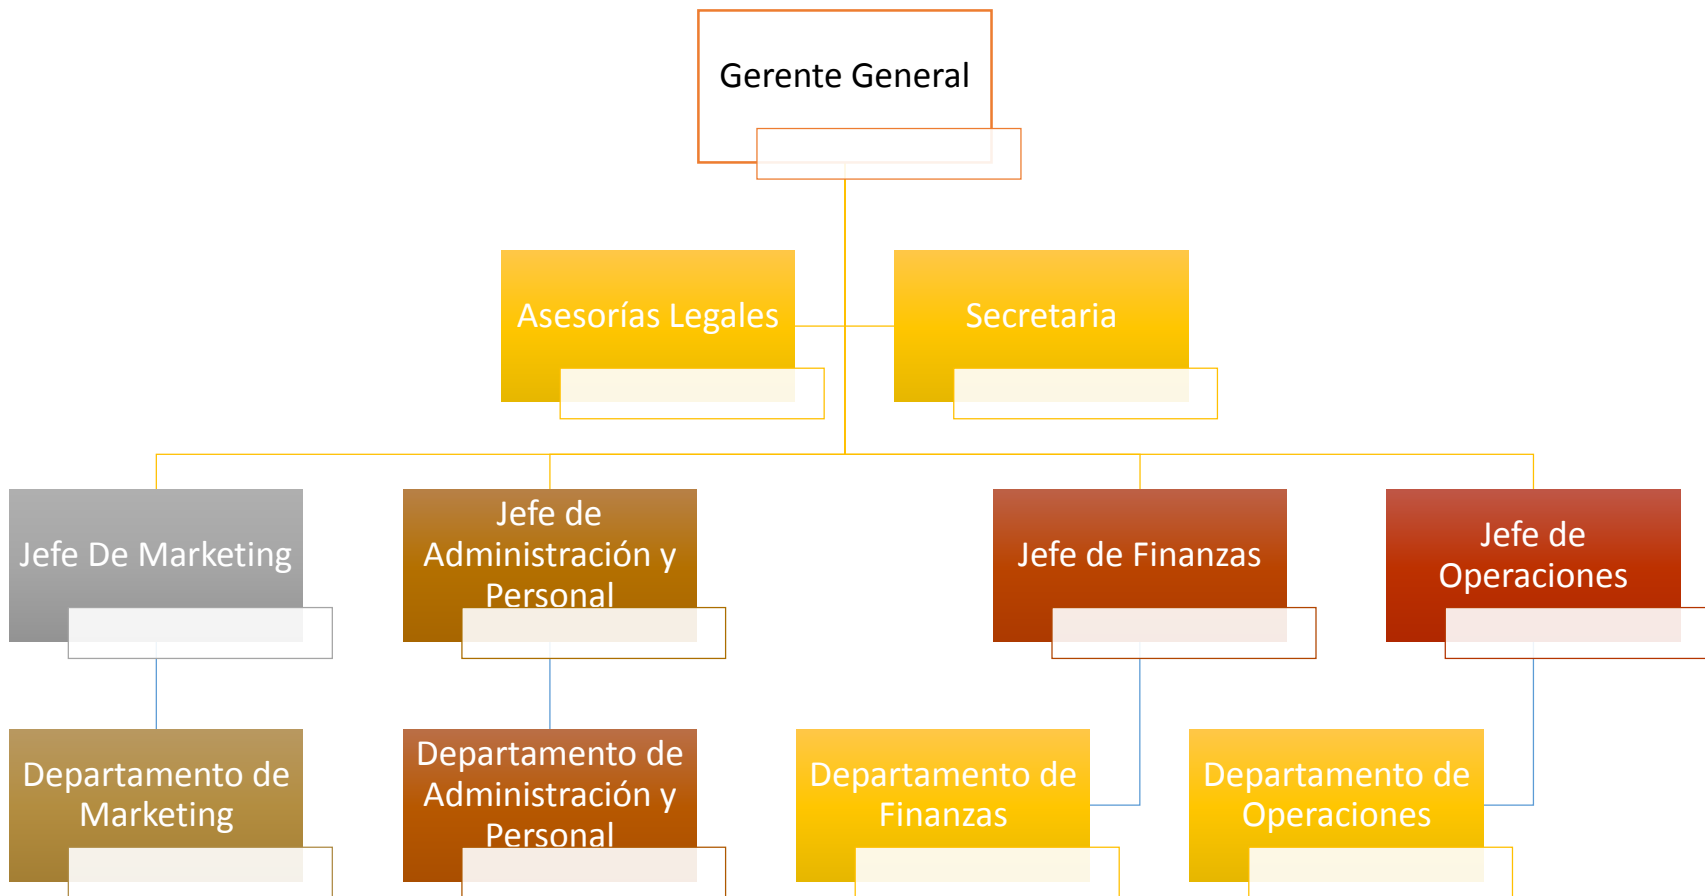 Gerente General
Asesorías Legales
Secretaria
Jefe De Marketing
Jefe de
Administración y
Personal
Jefe de Finanzas
Jefe de
Operaciones
Departamento de
Marketing
Departamento de
Administración y
Personal
Departamento de
Finanzas
Departamento de
Operaciones